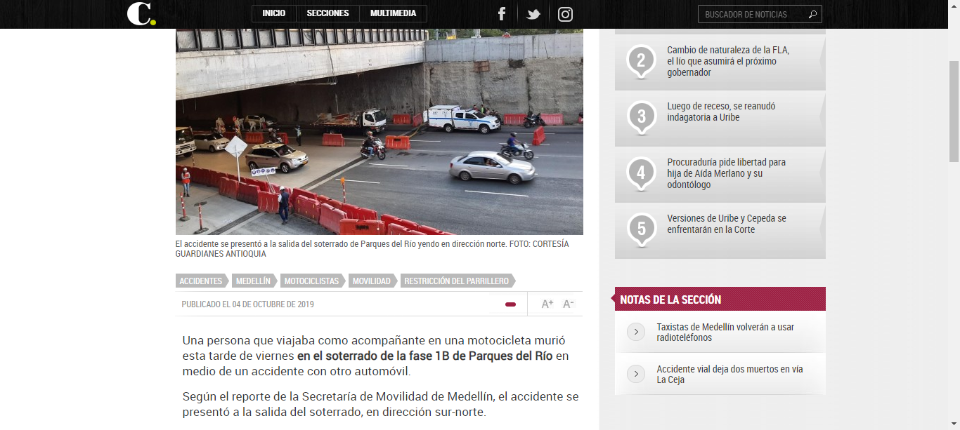 C.
INICIO
SECCIONES
MULTIMEDIA
BUSCADOR DE NOTICIAS
El accidente se presentó a la salida del soterrado de Parques del Río yendo en dirección norte. FOTO: CORTESÍA
GUARDIANES ANTIOQUIA
ACCIDENTES
MEDELLÍN
MOTOCICLISTAS
MOVILIDAD
RESTRICCIÓN DEL PARRILLERO
PUBLICADO EL 04 DE OCTUBRE DE 2019
A+ A-
Una persona que viajaba como acompañante en una motocicleta murió
esta tarde de viernes en el soterrado de la fase 1B de Parques del Río en
medio de un accidente con otro automóvil.
Según el reporte de la Secretaría de Movilidad de Medellín, el accidente se
presentó a la salida del soterrado, en dirección sur-norte.
2
Cambio de naturaleza de la FLA,
el lío que asumirá el próximo
gobernador
3
Luego de receso, se reanudó
indagatoria a Uribe
4
Procuraduría pide libertad para
hija de Aída Merlano y su
odontólogo
5
Versiones de Uribe y Cepeda se
enfrentarán en la Corte
NOTAS DE LA SECCIÓN
Taxistas de Medellín volverán a usar
radioteléfonos
Accidente vial deja dos muertos en vía
La Ceja